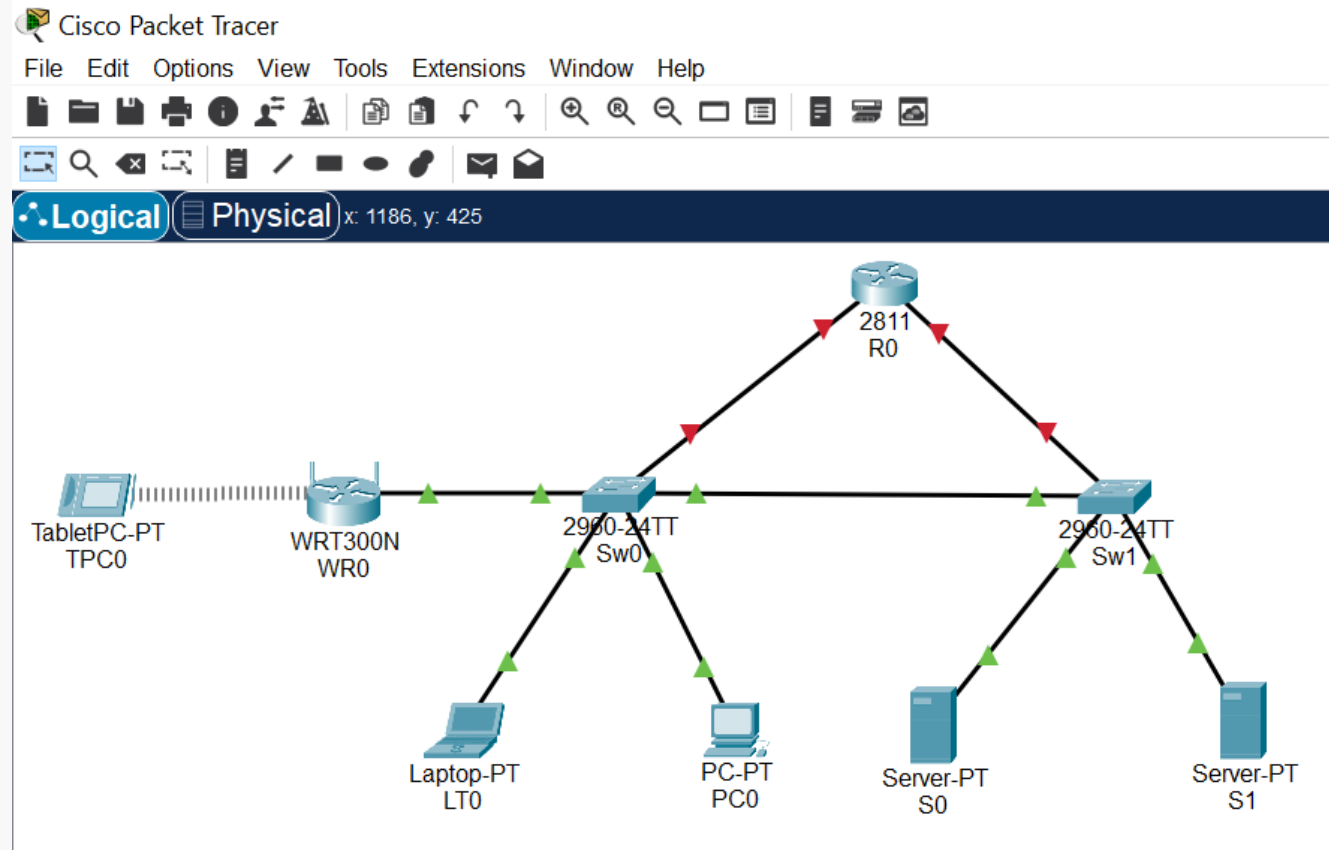 Cisco Packet Tracer
File Edit Options View Tools Extensions Window Help
Logical Physical x: 1186, y: 425
2811
R0
TabletPC-PT
TPC0
WRT300N
WR0
2960-24TT
Sw0
2960-24TT
Sw1
Laptop-PT
LT0
PC-PT
PC0
Server-PT
S0
Server-PT
S1